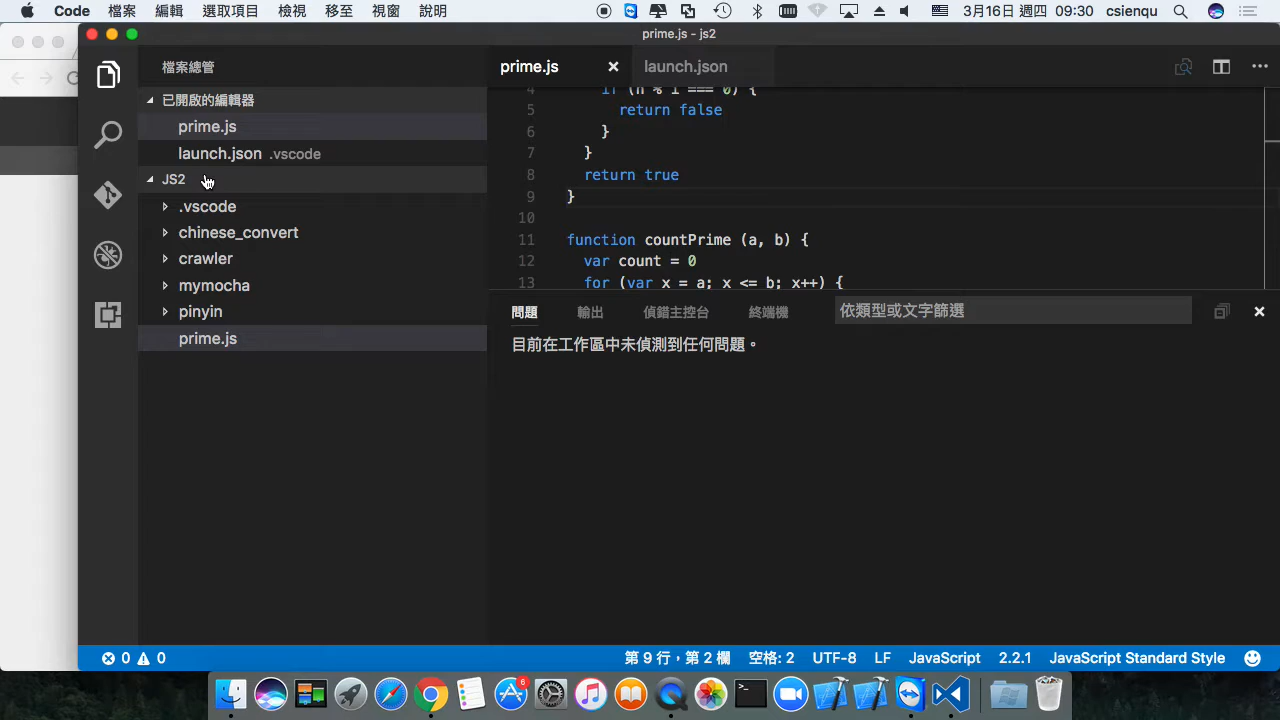 Code 檔案 編輯 選取項目 檢視 移至 視窗 說明 3月16日 週四 09:30 csienqu
prime.js - js2
檔案總管
已開啟的編輯器
prime.js
launch.json .vscode
JS2
.vscode
chinese_convert
crawler
mymocha
pinyin
prime.js
prime.js launch.json
4 if (n % i === 0) {
5 return false
6 }
7 }
8 return true
9 }
10
11 function countPrime (a, b) {
12 var count = 0
13 for (var x = a; x <= b; x++) {
問題 輸出 偵錯主控台 終端機 依類型或文字篩選
目前在工作區中未偵測到任何問題。
0 0 第 9 行，第 2 欄 空格: 2 UTF-8 LF JavaScript 2.2.1 JavaScript Standard Style
6